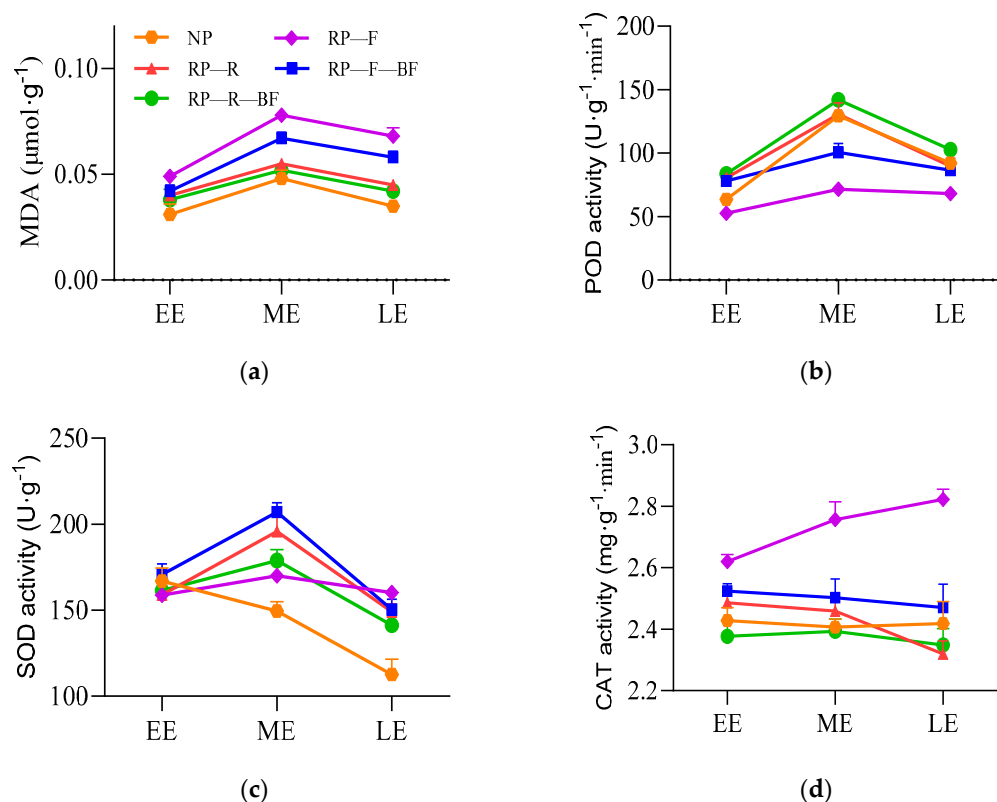 MDA (μmol·g⁻¹)
0.10
0.05
0.00
NP
RP—R
RP—R—BF
RP—F
RP—F—BF
EE ME LE
(a)
POD activity (U·g⁻¹·min⁻¹)
200
150
100
50
0
EE ME LE
(b)
SOD activity (U·g⁻¹)
250
200
150
100
EE ME LE
(c)
CAT activity (mg·g⁻¹·min⁻¹)
3.0
2.8
2.6
2.4
2.2
EE ME LE
(d)